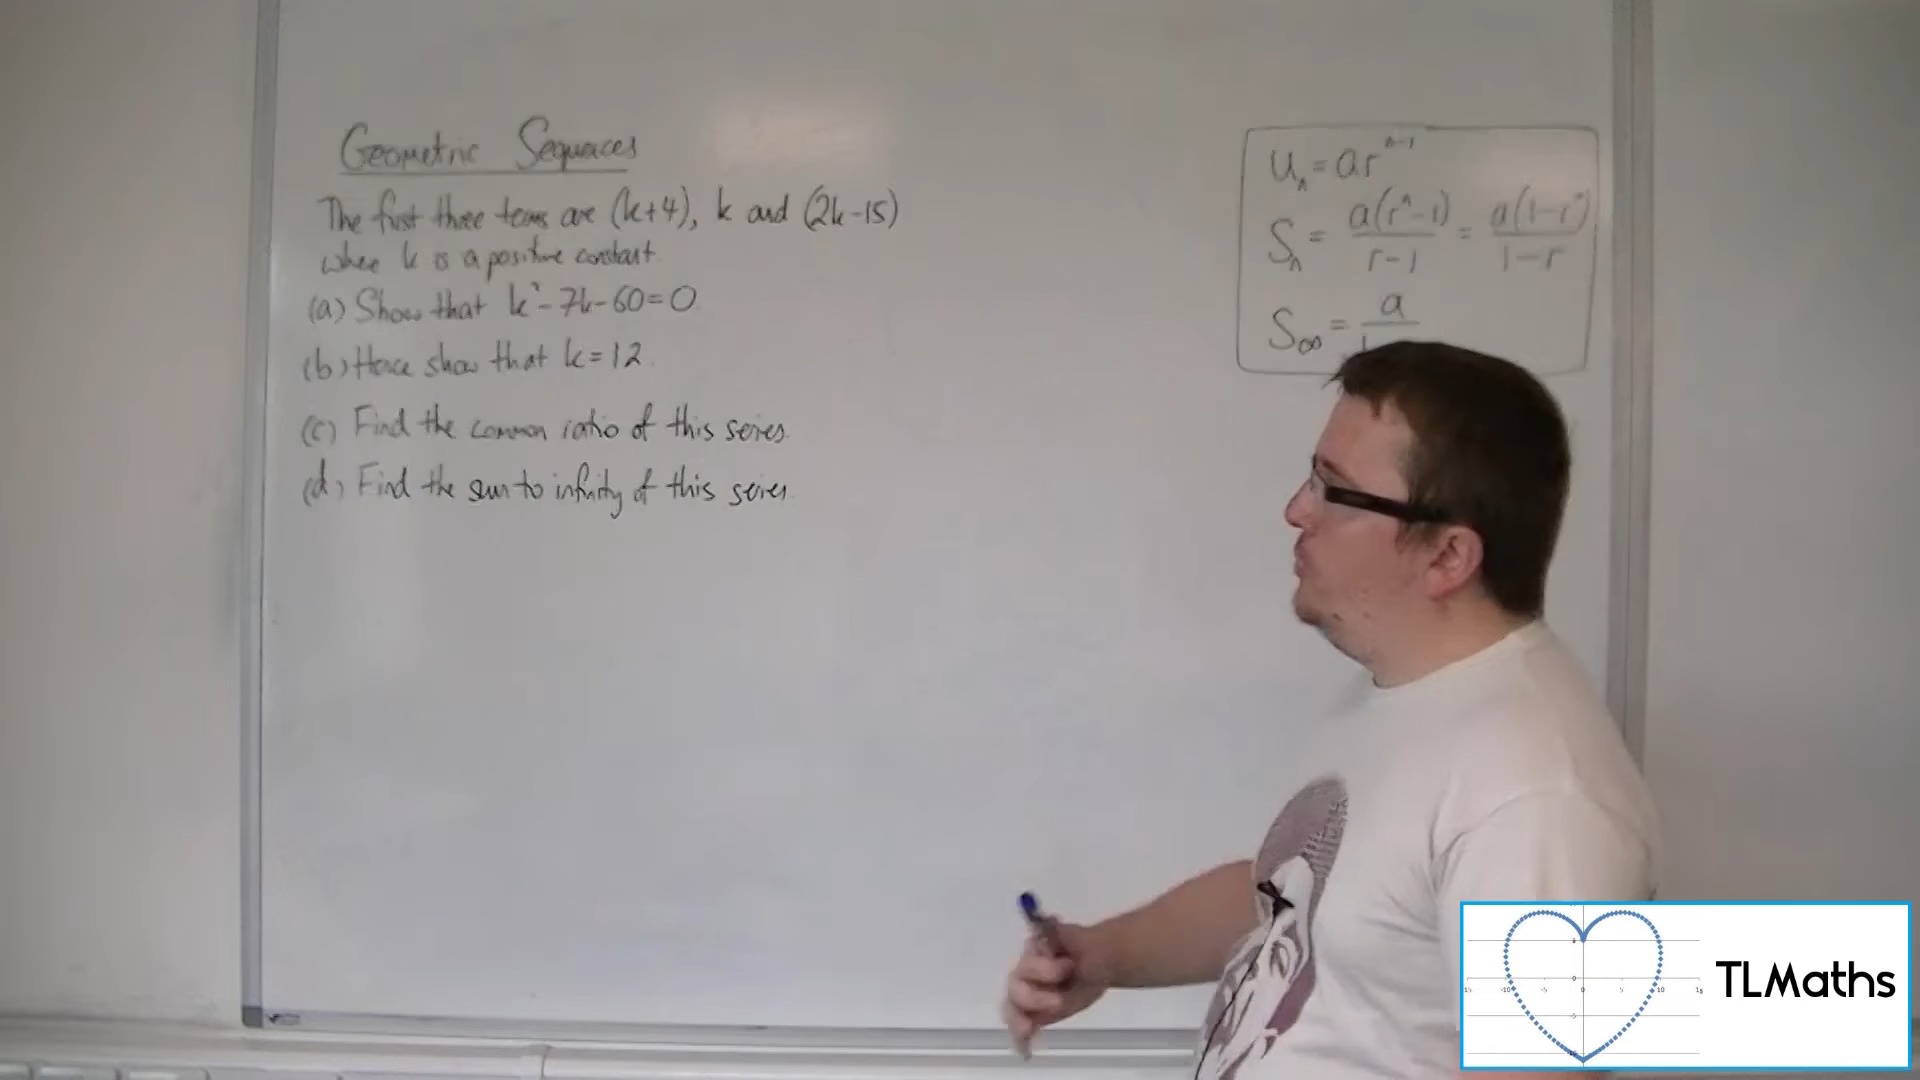 Geometric Sequences
The first three terms are (k+4), k and (2k-15)
where k is a positive constant.
(a) Show that k²-7k-60=0
(b) Hence show that k=12.
(c) Find the common ratio of this series.
(d) Find the sum to infinity of this series.
Uₙ = arⁿ⁻¹
Sₙ = a(rⁿ-1)/r-1 = a(1-rⁿ)/1-r
S∞ = a/1
TLMaths